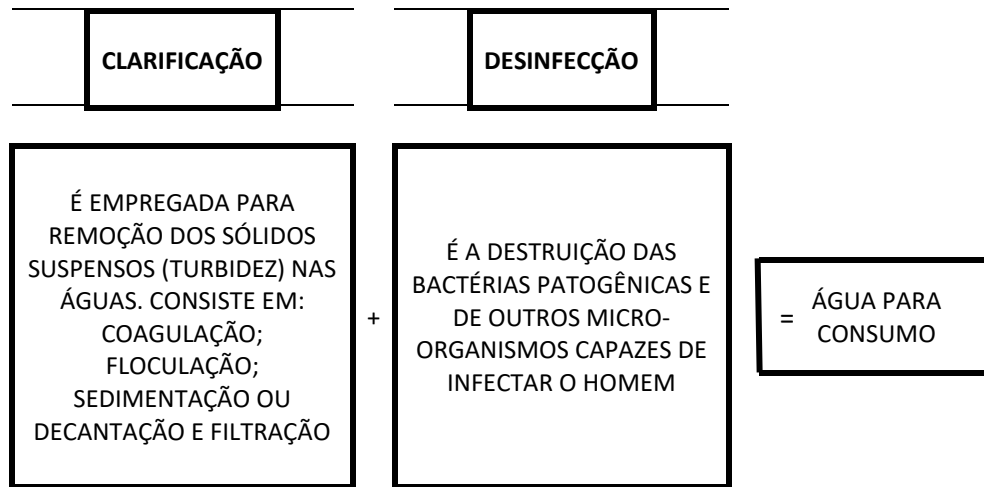 CLARIFICAÇÃO
DESINFECÇÃO
É EMPREGADA PARA
REMOÇÃO DOS SÓLIDOS
SUSPENSOS (TURBIDEZ) NAS
ÁGUAS. CONSISTE EM:
COAGULAÇÃO;
FLOCULAÇÃO;
SEDIMENTAÇÃO OU
DECANTAÇÃO E FILTRAÇÃO
+
É A DESTRUIÇÃO DAS
BACTÉRIAS PATOGÊNICAS E
DE OUTROS MICRO-
ORGANISMOS CAPAZES DE
INFECTAR O HOMEM
=
ÁGUA PARA
CONSUMO